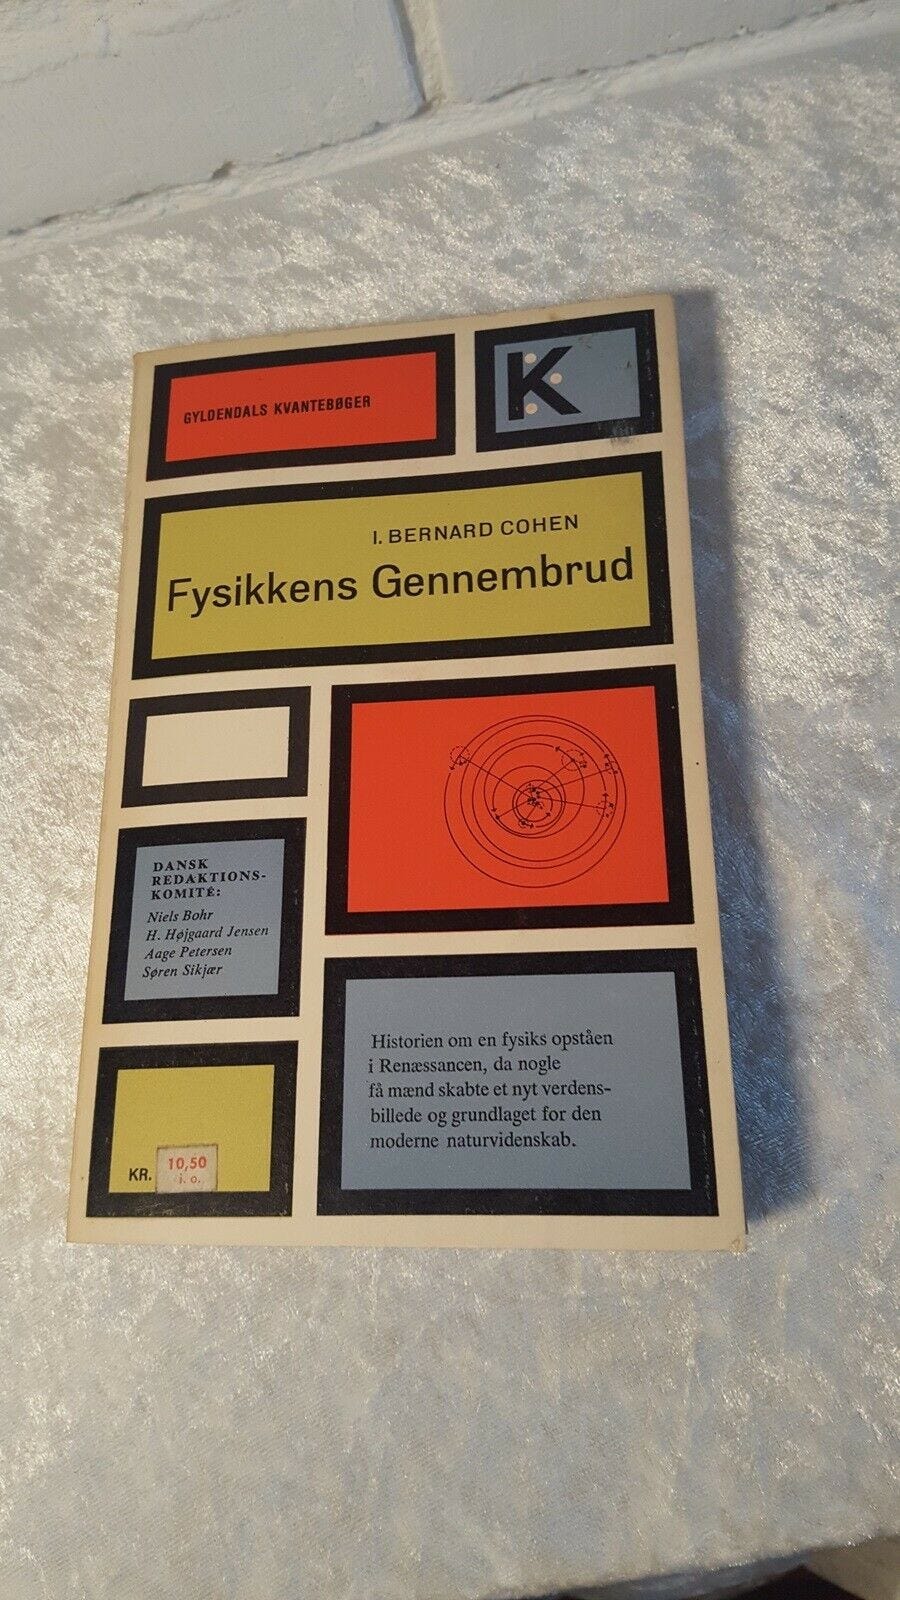 GYLDENDALS KVANTEBØGER
K
I. BERNARD COHEN
Fysikkens Gennembrud
DANSK
REDAKTIONS-
KOMITÉ:
Niels Bohr
H. Højgaard Jensen
Aage Petersen
Søren Sikjær
Historien om en fysiks opståen
i Renæssancen, da nogle
få mænd skabte et nyt verdens-
billede og grundlaget for den
moderne naturvidenskab.
KR. 10,50
i. o.